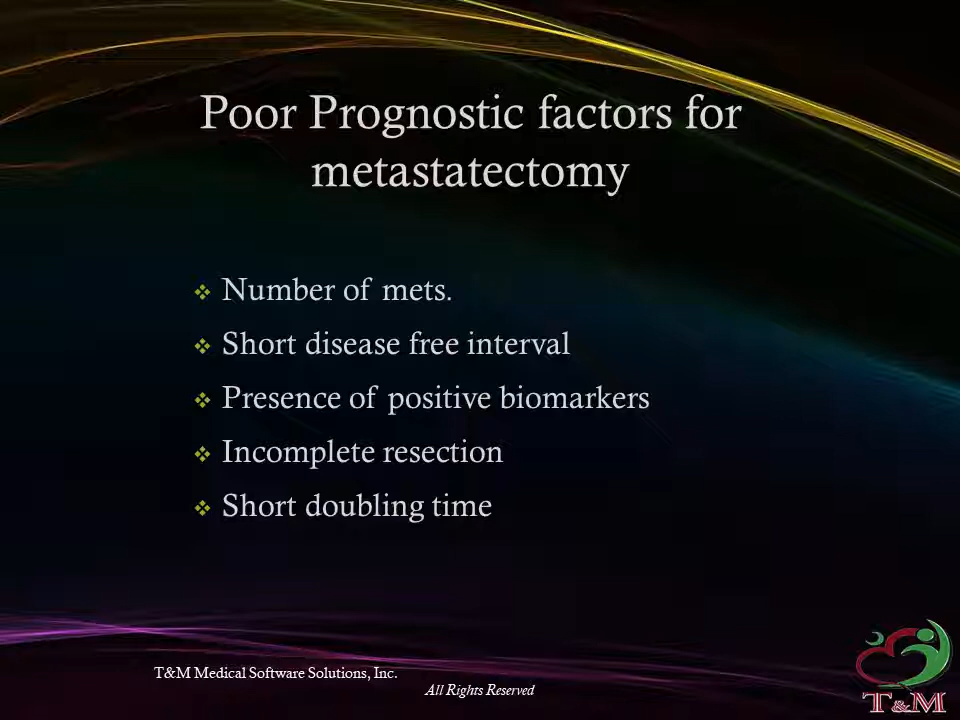 Poor Prognostic factors for
metastatectomy
Number of mets.
Short disease free interval
Presence of positive biomarkers
Incomplete resection
Short doubling time
T&M Medical Software Solutions, Inc.
All Rights Reserved
T&M